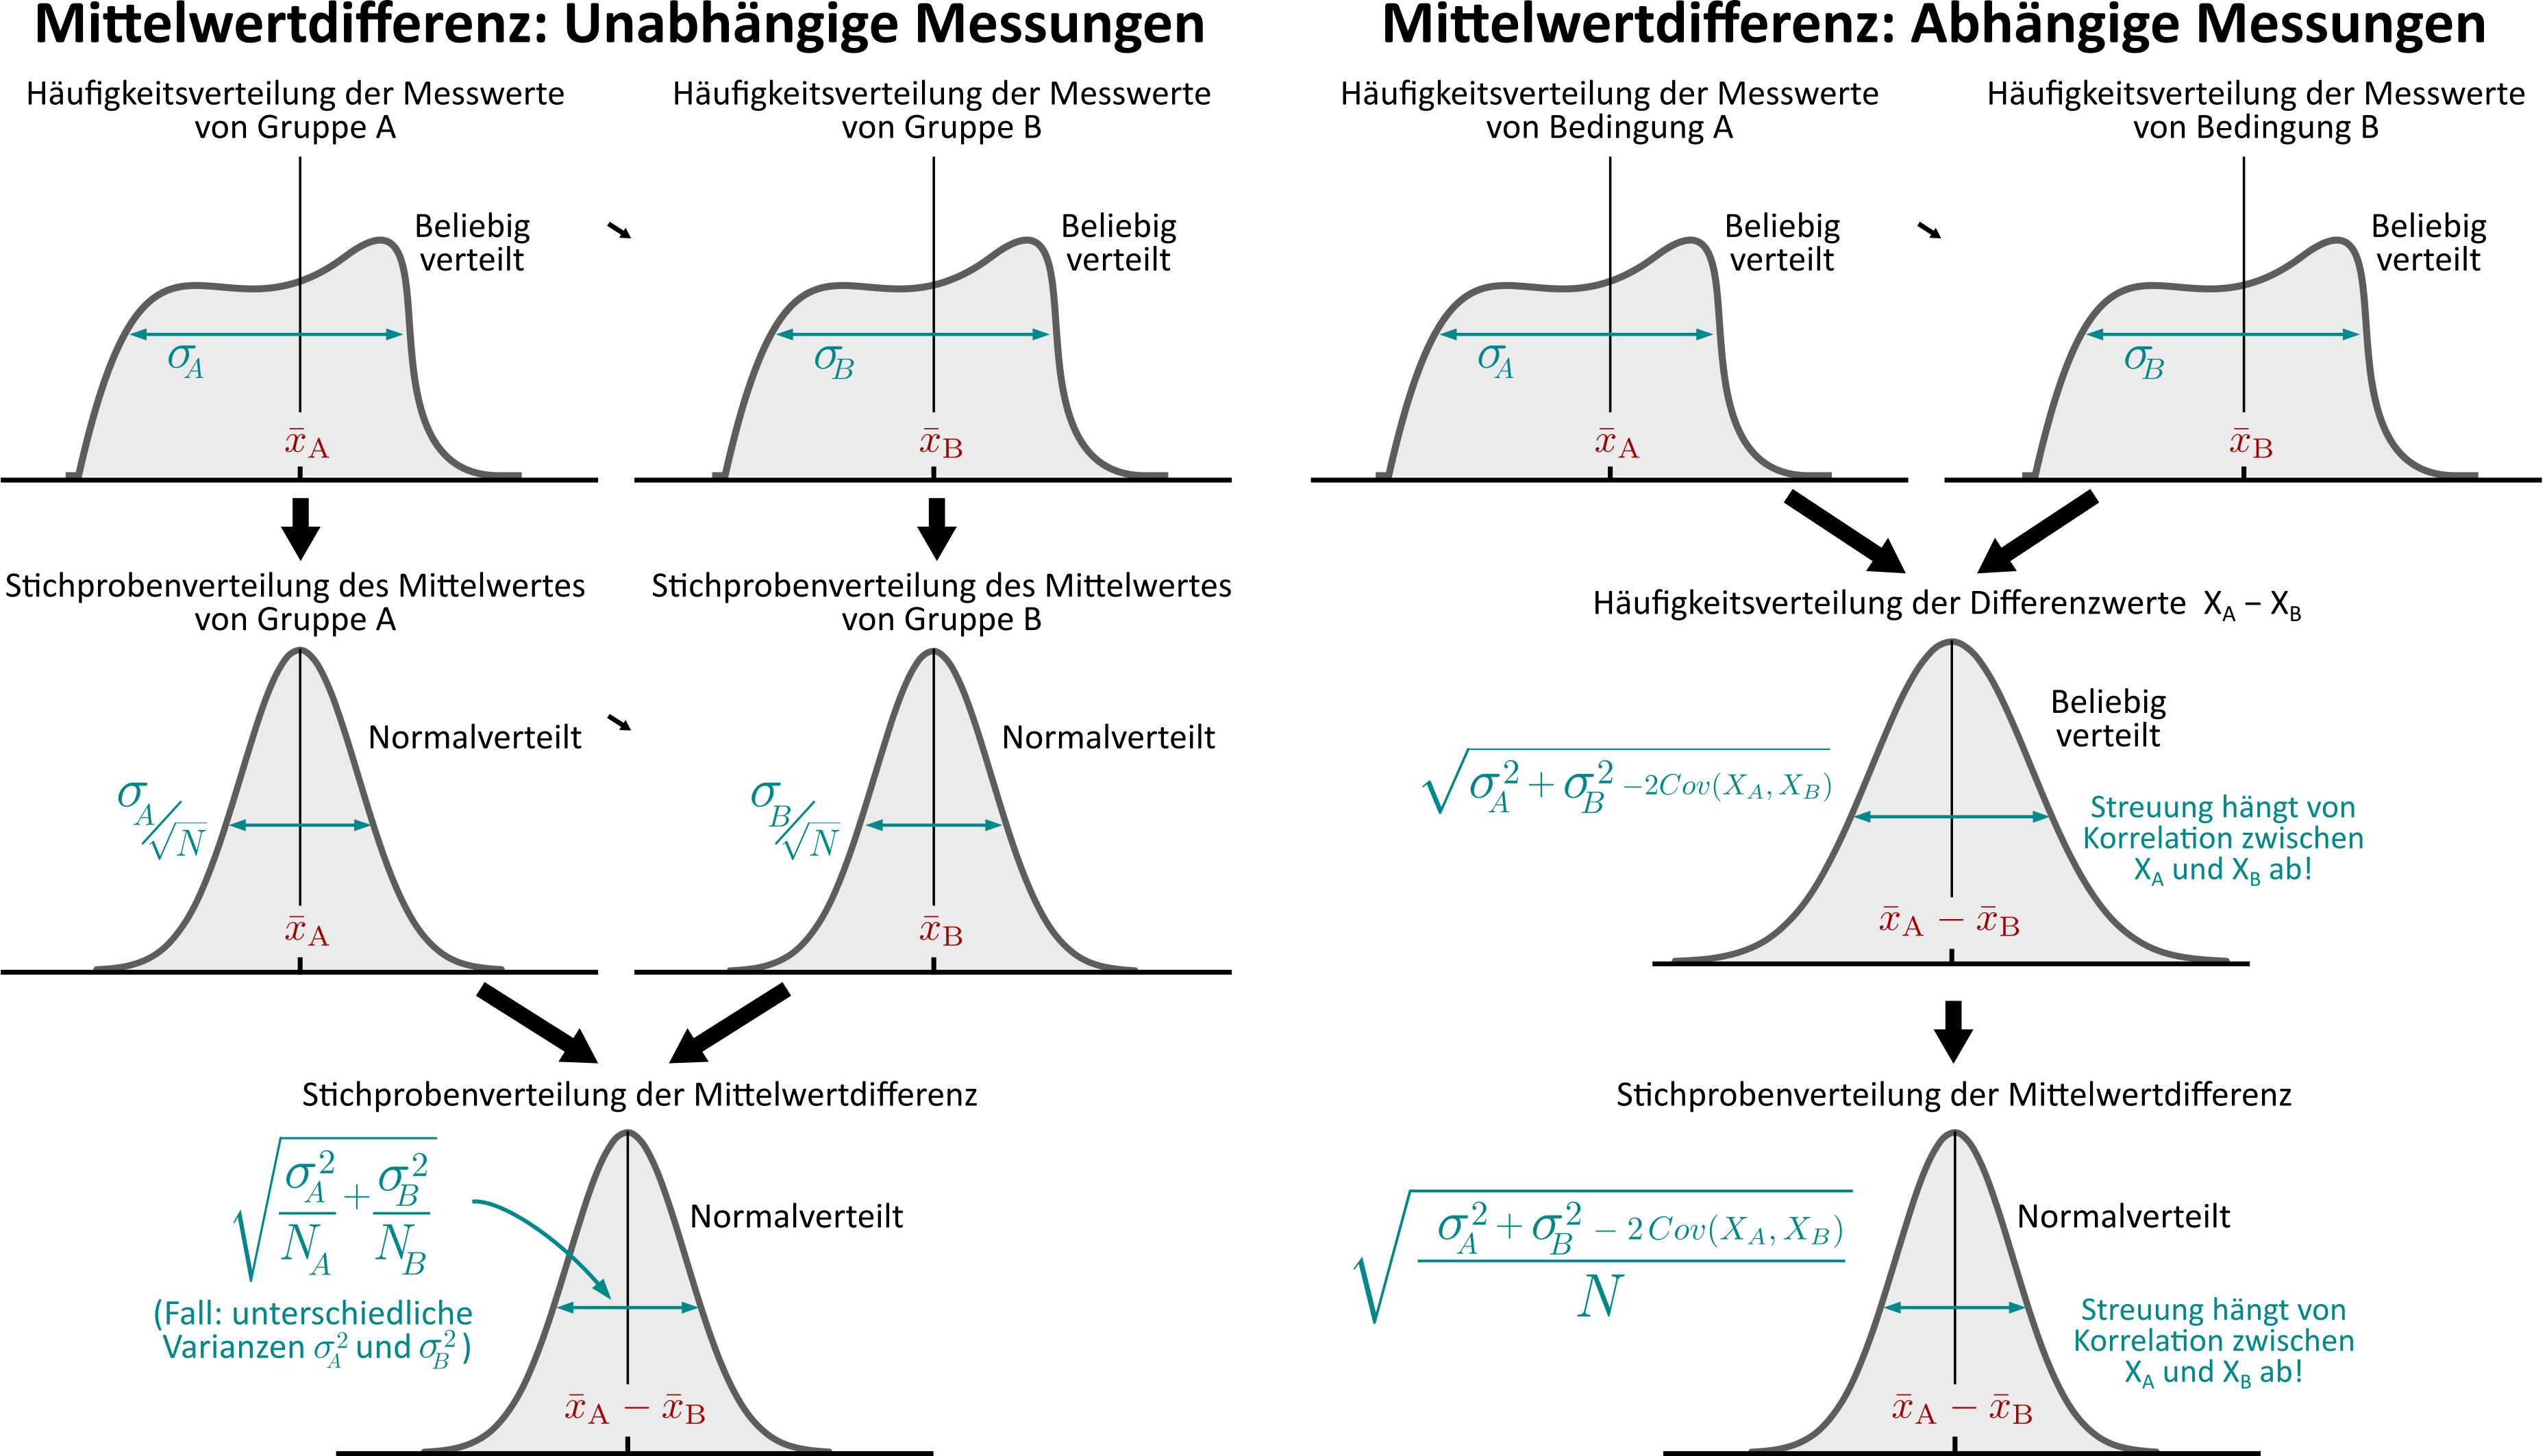 Mittelwertdifferenz: Unabhängige Messungen
Häufigkeitsverteilung der Messwerte
von Gruppe A
Häufigkeitsverteilung der Messwerte
von Gruppe B
Beliebig
verteilt
Beliebig
verteilt
σ_A
σ_B
x̄_A
x̄_B
Stichprobenverteilung des Mittelwertes
von Gruppe A
Stichprobenverteilung des Mittelwertes
von Gruppe B
Normalverteilt
Normalverteilt
σ_A/√N
σ_B/√N
x̄_A
x̄_B
Stichprobenverteilung der Mittelwertdifferenz
√(σ_A²/N_A + σ_B²/N_B)
Normalverteilt
(Fall: unterschiedliche
Varianzen σ_A² und σ_B²)
x̄_A − x̄_B
Mittelwertdifferenz: Abhängige Messungen
Häufigkeitsverteilung der Messwerte
von Bedingung A
Häufigkeitsverteilung der Messwerte
von Bedingung B
Beliebig
verteilt
Beliebig
verteilt
σ_A
σ_B
x̄_A
x̄_B
Häufigkeitsverteilung der Differenzwerte X_A − X_B
Beliebig
verteilt
√(σ_A² + σ_B² −2Cov(X_A, X_B))
Streuung hängt von
Korrelation zwischen
X_A und X_B ab!
x̄_A − x̄_B
Stichprobenverteilung der Mittelwertdifferenz
√((σ_A² + σ_B² − 2 Cov(X_A, X_B))/N)
Normalverteilt
Streuung hängt von
Korrelation zwischen
X_A und X_B ab!
x̄_A − x̄_B